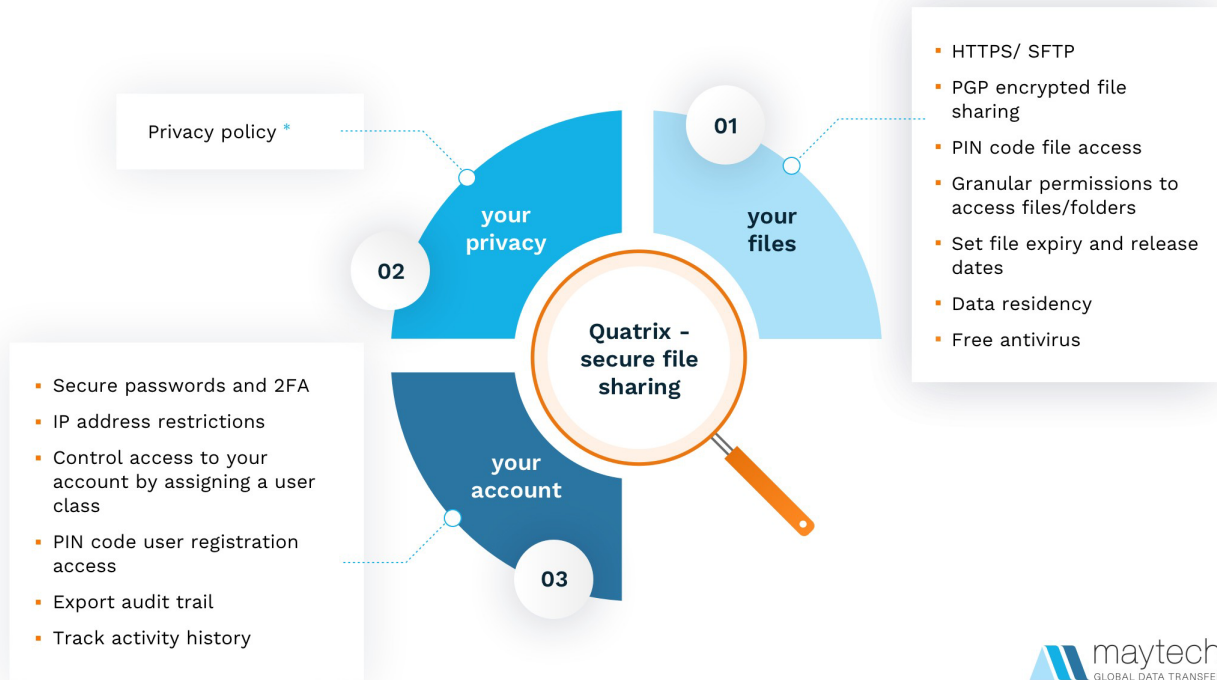 01
your
files
HTTPS/ SFTP
PGP encrypted file
sharing
PIN code file access
Granular permissions to
access files/folders
Set file expiry and release
dates
Data residency
Free antivirus
02
your
privacy
Privacy policy *
Quatrix -
secure file
sharing
03
your
account
Secure passwords and 2FA
IP address restrictions
Control access to your
account by assigning a user
class
PIN code user registration
access
Export audit trail
Track activity history
maytech
GLOBAL DATA TRANSFE